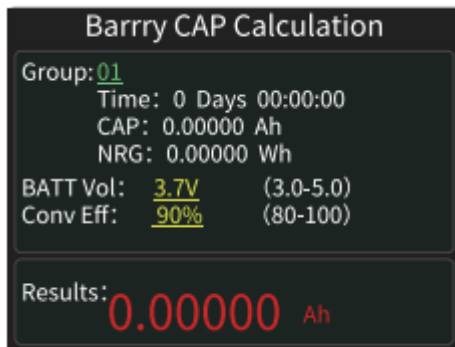 Barrry CAP Calculation
Group: 01
Time: 0 Days 00:00:00
CAP: 0.00000 Ah
NRG: 0.00000 Wh
BATT Vol: 3.7V (3.0-5.0)
Conv Eff: 90% (80-100)
Results: 0.00000 Ah